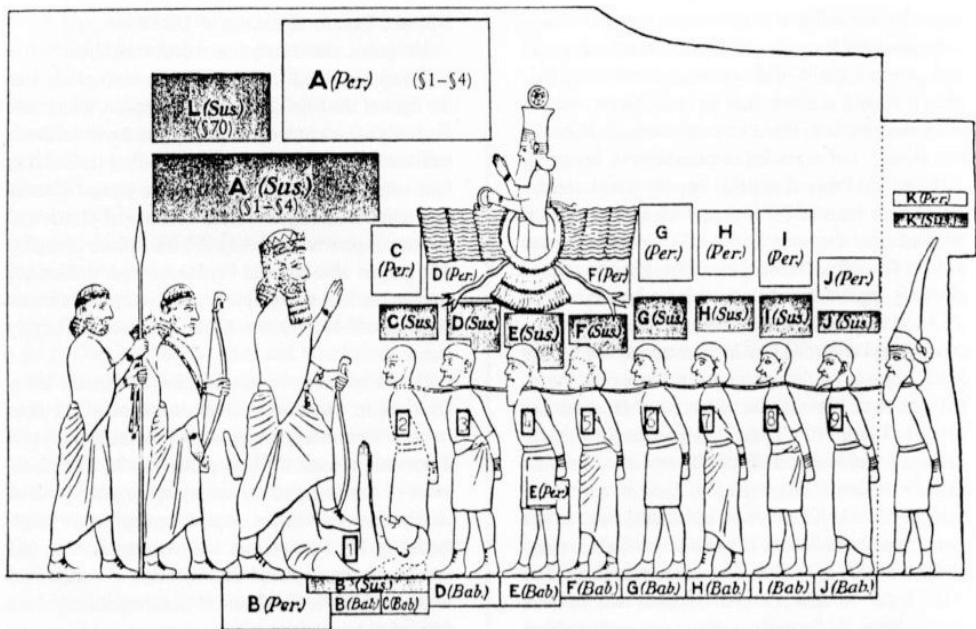 A (Per.) (§1–§4)
L (Sus.)
(§70)
A (Sus.)
(§1–§4)
K (Per.)
K (Sus.)
C
(Per.)
D (Per.)
F (Per.)
G
(Per.)
H
(Per.)
I
(Per.)
J (Per.)
C (Sus.)
D (Sus.)
E (Sus.)
F (Sus.)
G (Sus.)
H (Sus.)
I (Sus.)
J (Sus.)
2
3
4
5
6
7
8
9
E (Per.)
1
B (Per.)
B (Sus.)
B (Bab.)
C (Bab.)
D (Bab.)
E (Bab.)
F (Bab.)
G (Bab.)
H (Bab.)
I (Bab.)
J (Bab.)